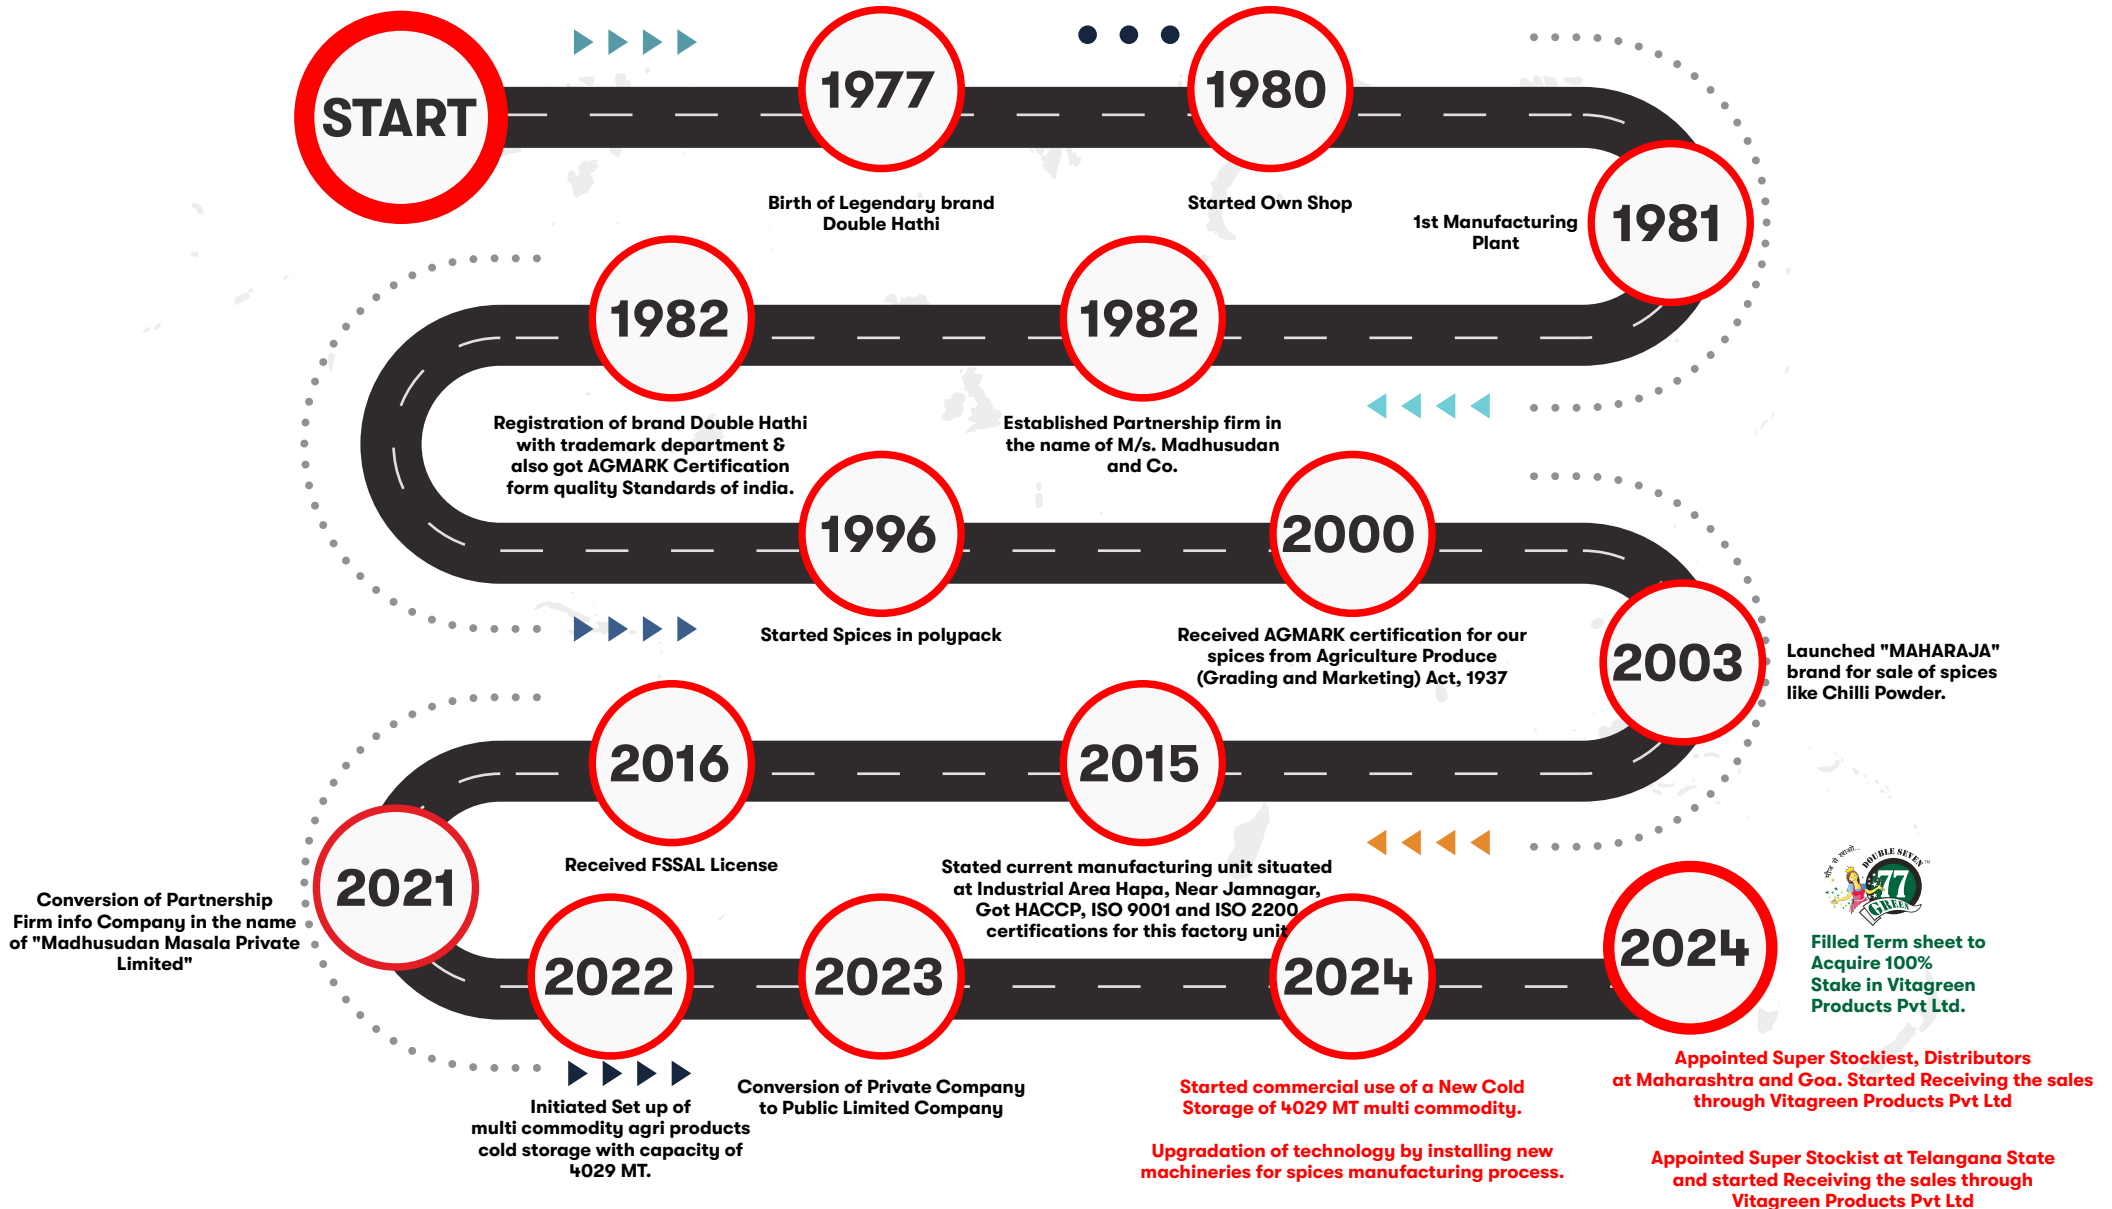 START
1977
Birth of Legendary brand
Double Hathi
1980
Started Own Shop
1981
1st Manufacturing
Plant
1982
Established Partnership firm in
the name of M/s. Madhusudan
and Co.
1982
Registration of brand Double Hathi
with trademark department &
also got AGMARK Certification
form quality Standards of india.
1996
Started Spices in polypack
2000
Received AGMARK certification for our
spices from Agriculture Produce
(Grading and Marketing) Act, 1937
2003
Launched "MAHARAJA"
brand for sale of spices
like Chilli Powder.
2015
Stated current manufacturing unit situated
at Industrial Area Hapa, Near Jamnagar,
Got HACCP, ISO 9001 and ISO 2200
certifications for this factory unit
2016
Received FSSAL License
2021
Conversion of Partnership
Firm info Company in the name
of "Madhusudan Masala Private
Limited"
2022
Initiated Set up of
multi commodity agri products
cold storage with capacity of
4029 MT.
2023
Conversion of Private Company
to Public Limited Company
2024
Started commercial use of a New Cold
Storage of 4029 MT multi commodity.
Upgradation of technology by installing new
machineries for spices manufacturing process.
2024
DOUBLE SEVEN
77
GREEN
Filled Term sheet to
Acquire 100%
Stake in Vitagreen
Products Pvt Ltd.
Appointed Super Stockiest, Distributors
at Maharashtra and Goa. Started Receiving the sales
through Vitagreen Products Pvt Ltd
Appointed Super Stockist at Telangana State
and started Receiving the sales through
Vitagreen Products Pvt Ltd